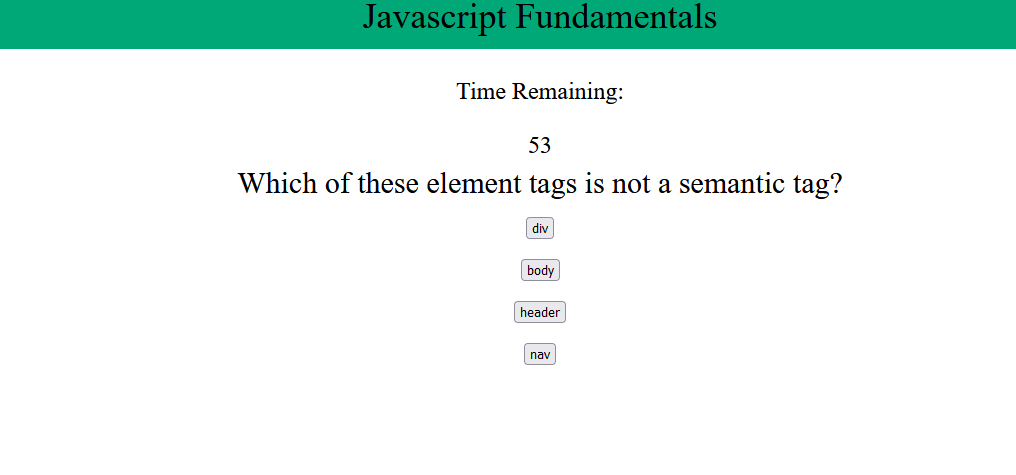 Javascript Fundamentals
Time Remaining:
53
Which of these element tags is not a semantic tag?
div
body
header
nav